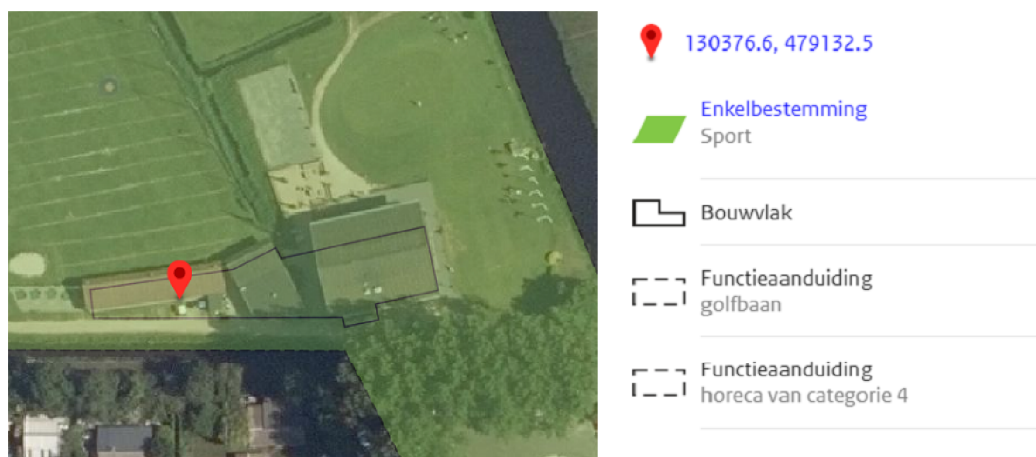 130376.6, 479132.5
Enkelbestemming
Sport
Bouwvlak
Functieaanduiding
golfbaan
Functieaanduiding
horeca van categorie 4